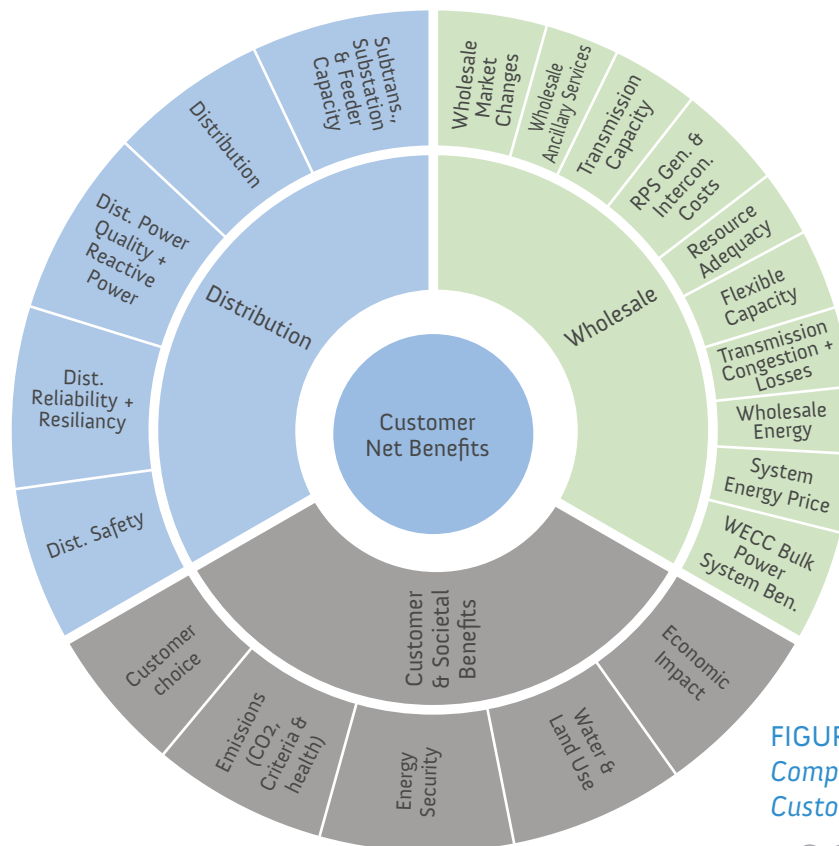 Subtrans.,
Substation
& Feeder
Capacity
Distribution
Dist. Power
Quality +
Reactive
Power
Dist.
Reliability +
Resiliancy
Dist. Safety
Distribution
Wholesale
Market
Changes
Wholesale
Ancillary Services
Transmission
Capacity
RPS Gen. &
Intercon.
Costs
Resource
Adequacy
Flexible
Capacity
Transmission
Congestion +
Losses
Wholesale
Energy
System
Energy Price
WECC Bulk
Power
System Ben.
Wholesale
Customer
Net Benefits
Customer
& Societal
Benefits
Customer
choice
Emissions
(CO2,
Criteria &
health)
Energy
Security
Water &
Land Use
Economic
Impact